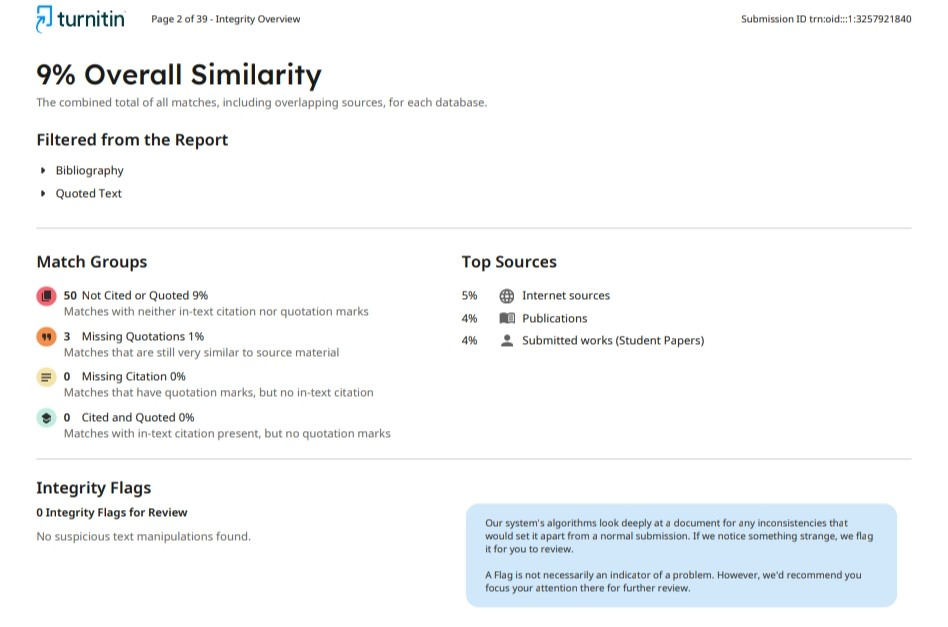 turnitin Page 2 of 39 - Integrity Overview Submission ID trn:oid:::1:3257921840
9% Overall Similarity
The combined total of all matches, including overlapping sources, for each database.
Filtered from the Report
Bibliography
Quoted Text
Match Groups
50 Not Cited or Quoted 9%
Matches with neither in-text citation nor quotation marks
3 Missing Quotations 1%
Matches that are still very similar to source material
0 Missing Citation 0%
Matches that have quotation marks, but no in-text citation
0 Cited and Quoted 0%
Matches with in-text citation present, but no quotation marks
Top Sources
5% Internet sources
4% Publications
4% Submitted works (Student Papers)
Integrity Flags
0 Integrity Flags for Review
No suspicious text manipulations found.
Our system's algorithms look deeply at a document for any inconsistencies that
would set it apart from a normal submission. If we notice something strange, we flag
it for you to review.
A Flag is not necessarily an indicator of a problem. However, we'd recommend you
focus your attention there for further review.